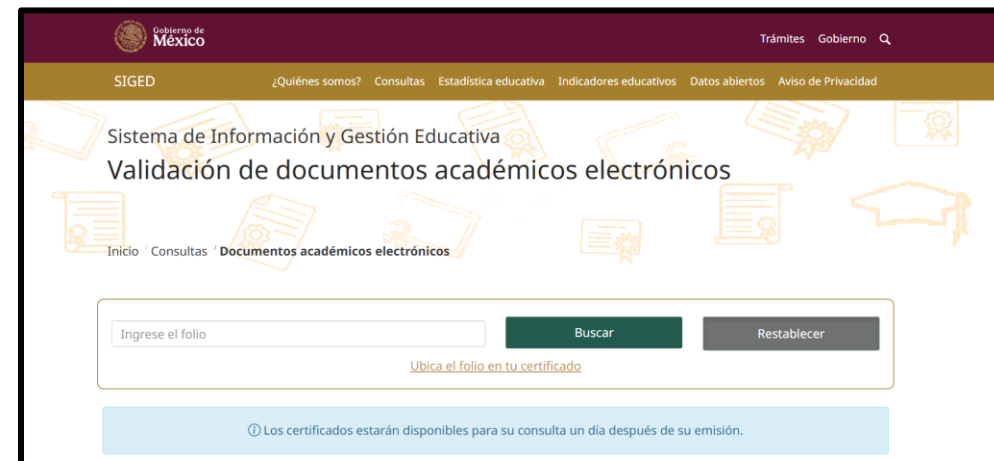 Gobierno de
México
Trámites Gobierno
SIGED ¿Quiénes somos? Consultas Estadística educativa Indicadores educativos Datos abiertos Aviso de Privacidad
Sistema de Información y Gestión Educativa
Validación de documentos académicos electrónicos
Inicio / Consultas / Documentos académicos electrónicos
Ingrese el folio Buscar Restablecer
Ubica el folio en tu certificado
Los certificados estarán disponibles para su consulta un día después de su emisión.